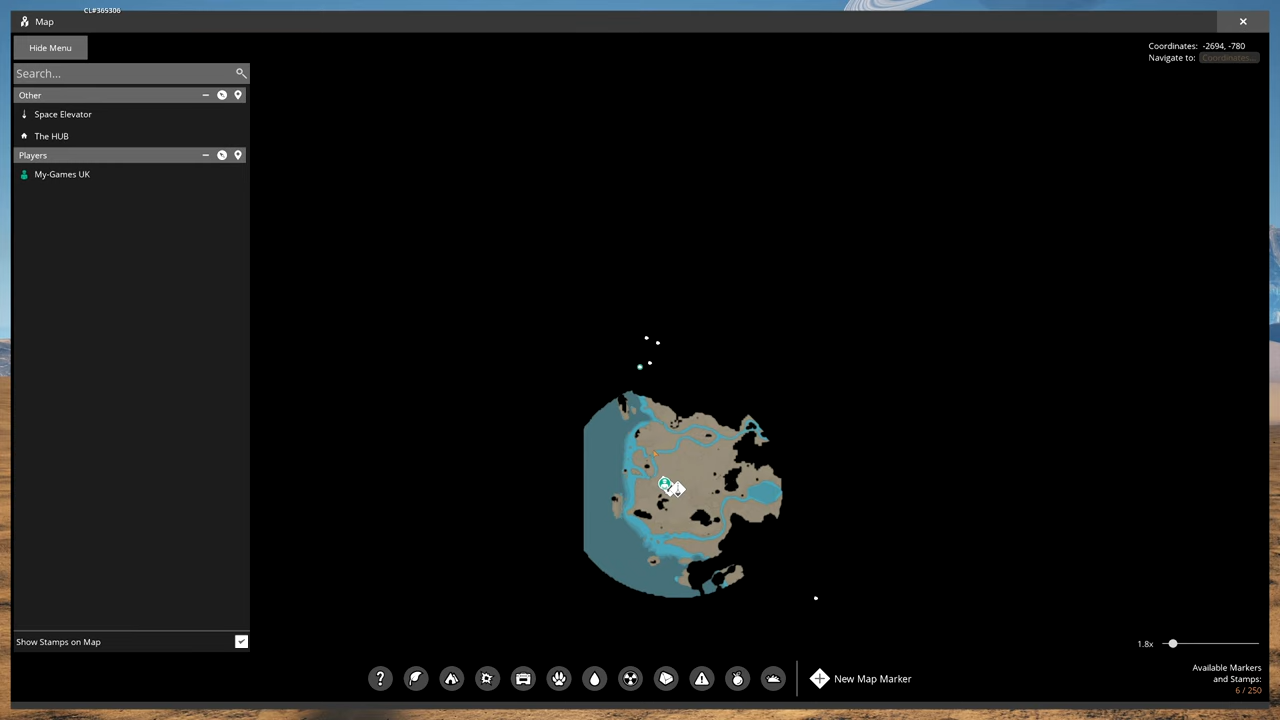 CL#365306
Map
Hide Menu
Coordinates: -2694, -780
Navigate to: Coordinates...
Search...
Other
Space Elevator
The HUB
Players
My-Games UK
Show Stamps on Map
1.8x
New Map Marker
Available Markers
and Stamps:
6 / 250